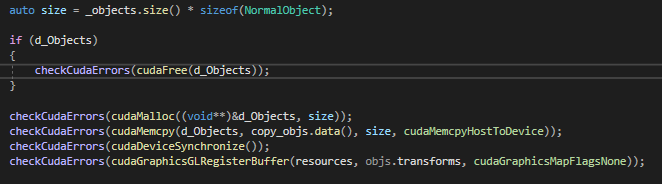 auto size = _objects.size() * sizeof(NormalObject);
if (d_Objects)
{
checkCudaErrors(cudaFree(d_Objects));
}
checkCudaErrors(cudaMalloc((void**)&d_Objects, size));
checkCudaErrors(cudaMemcpy(d_Objects, copy_objs.data(), size, cudaMemcpyHostToDevice));
checkCudaErrors(cudaDeviceSynchronize());
checkCudaErrors(cudaGraphicsGLRegisterBuffer(resources, objs.transforms, cudaGraphicsMapFlagsNone));